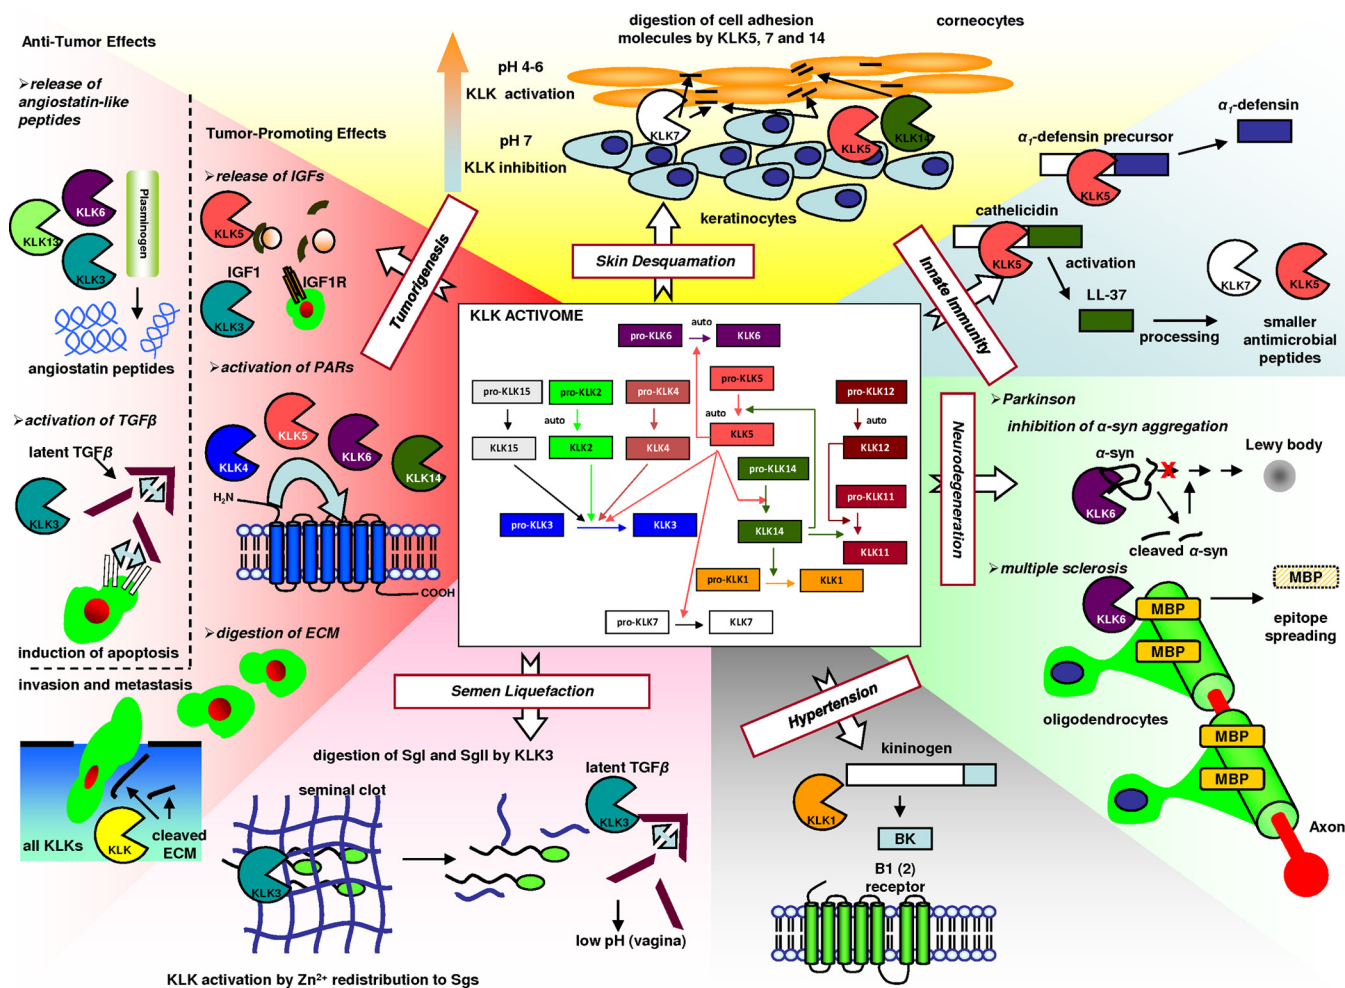 Anti-Tumor Effects
➢release of
angiostatin-like
peptides
KLK6
KLK13
KLK3
Plasminogen
angiostatin peptides
➢activation of TGFβ
latent TGFβ
KLK3
induction of apoptosis
invasion and metastasis
all KLKs
KLK
cleaved
ECM
Tumor-Promoting Effects
➢release of IGFs
KLK5
IGF1
IGF1R
KLK3
➢activation of PARs
KLK5
KLK4
KLK6
KLK14
H₂N
COOH
➢digestion of ECM
Tumorigenesis
pH 4-6
KLK activation
pH 7
KLK inhibition
digestion of cell adhesion
molecules by KLK5, 7 and 14
corneocytes
KLK7
KLK5
KLK14
keratinocytes
Skin Desquamation
α₁-defensin
α₁-defensin precursor
KLK5
cathelicidin
KLK5
activation
LL-37
processing
KLK7
KLK5
smaller
antimicrobial
peptides
Innate Immunity
KLK ACTIVOME
pro-KLK6
auto
KLK6
pro-KLK15
pro-KLK2
pro-KLK4
pro-KLK5
pro-KLK12
auto
auto
auto
KLK15
KLK2
KLK4
KLK5
KLK12
pro-KLK14
pro-KLK11
pro-KLK3
KLK3
KLK14
KLK11
pro-KLK1
KLK1
pro-KLK7
KLK7
Neurodegeneration
➢Parkinson
inhibition of α-syn aggregation
α-syn
X
Lewy body
KLK6
cleaved α-syn
➢multiple sclerosis
KLK6
MBP
MBP
MBP
epitope
spreading
oligodendrocytes
MBP
MBP
Axon
Semen Liquefaction
digestion of SgI and SgII by KLK3
seminal clot
KLK3
latent TGFβ
KLK3
low pH (vagina)
KLK activation by Zn²⁺ redistribution to Sgs
Hypertension
kininogen
KLK1
BK
B1 (2)
receptor